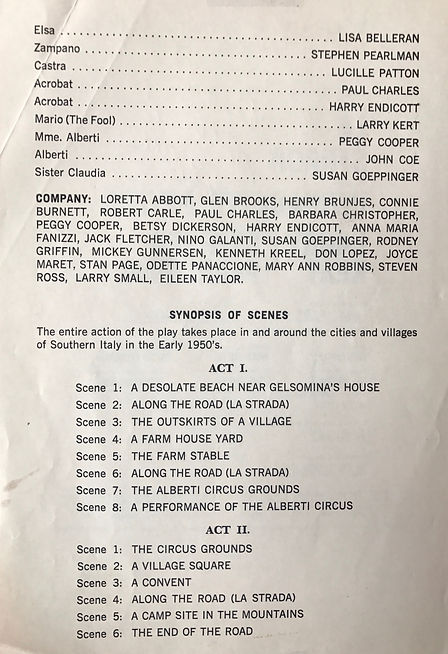 Elsa . . . . . . . . . . . . . . . . . . . . . . . . . . . . . . LISA BELLERAN
Zampano . . . . . . . . . . . . . . . . . . . . . . . . . STEPHEN PEARLMAN
Castra . . . . . . . . . . . . . . . . . . . . . . . . . . . . LUCILLE PATTON
Acrobat . . . . . . . . . . . . . . . . . . . . . . . . . . . . PAUL CHARLES
Acrobat . . . . . . . . . . . . . . . . . . . . . . . . . . HARRY ENDICOTT
Mario (The Fool) . . . . . . . . . . . . . . . . . . . . . . . . LARRY KERT
Mme. Alberti . . . . . . . . . . . . . . . . . . . . . . . . PEGGY COOPER
Alberti . . . . . . . . . . . . . . . . . . . . . . . . . . . . . . JOHN COE
Sister Claudia . . . . . . . . . . . . . . . . . . . . . SUSAN GOEPPINGER
COMPANY: LORETTA ABBOTT, GLEN BROOKS, HENRY BRUNJES, CONNIE
BURNETT, ROBERT CARLE, PAUL CHARLES, BARBARA CHRISTOPHER,
PEGGY COOPER, BETSY DICKERSON, HARRY ENDICOTT, ANNA MARIA
FANIZZI, JACK FLETCHER, NINO GALANTI, SUSAN GOEPPINGER, RODNEY
GRIFFIN, MICKEY GUNNERSEN, KENNETH KREEL, DON LOPEZ, JOYCE
MARET, STAN PAGE, ODETTE PANACCIONE, MARY ANN ROBBINS, STEVEN
ROSS, LARRY SMALL, EILEEN TAYLOR.
SYNOPSIS OF SCENES
The entire action of the play takes place in and around the cities and villages
of Southern Italy in the Early 1950's.
ACT I.
Scene 1: A DESOLATE BEACH NEAR GELSOMINA'S HOUSE
Scene 2: ALONG THE ROAD (LA STRADA)
Scene 3: THE OUTSKIRTS OF A VILLAGE
Scene 4: A FARM HOUSE YARD
Scene 5: THE FARM STABLE
Scene 6: ALONG THE ROAD (LA STRADA)
Scene 7: THE ALBERTI CIRCUS GROUNDS
Scene 8: A PERFORMANCE OF THE ALBERTI CIRCUS
ACT II.
Scene 1: THE CIRCUS GROUNDS
Scene 2: A VILLAGE SQUARE
Scene 3: A CONVENT
Scene 4: ALONG THE ROAD (LA STRADA)
Scene 5: A CAMP SITE IN THE MOUNTAINS
Scene 6: THE END OF THE ROAD